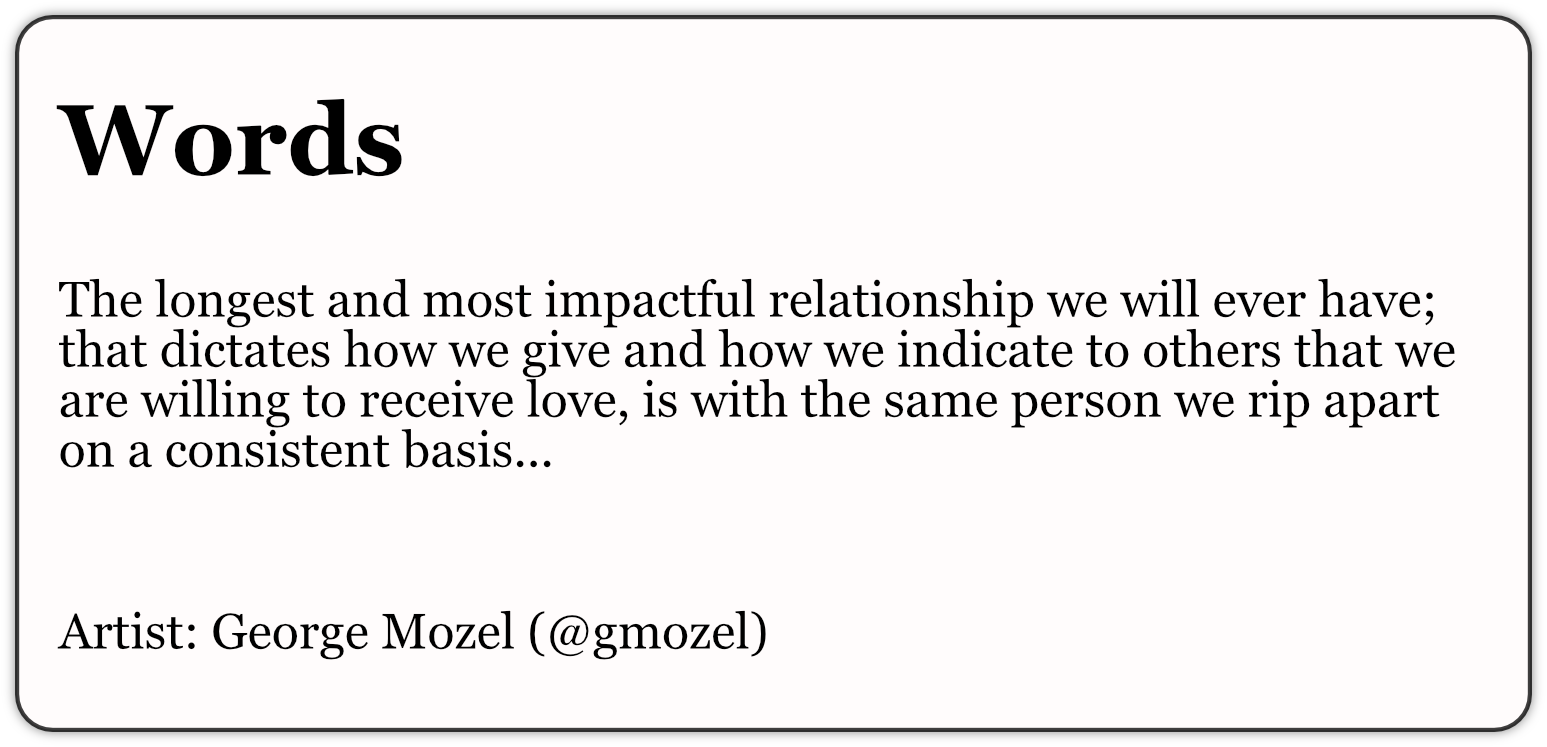 Words
The longest and most impactful relationship we will ever have;
that dictates how we give and how we indicate to others that we
are willing to receive love, is with the same person we rip apart
on a consistent basis...
Artist: George Mozel (@gmozel)